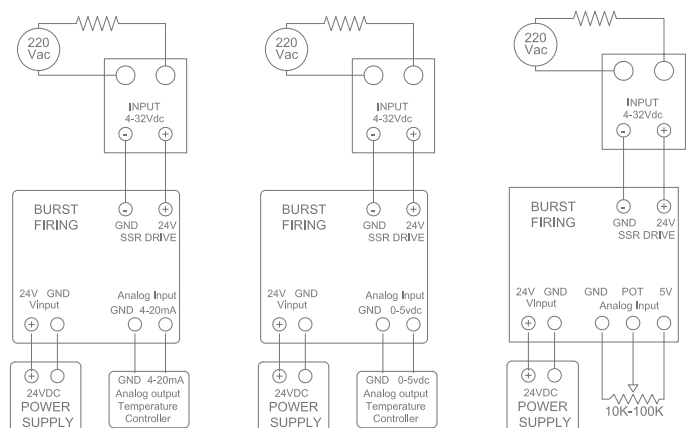 220
Vac
INPUT
4-32Vdc
- +
BURST
FIRING
- +
GND 24V
SSR DRIVE
24V GND
Vinput
Analog Input
GND 4-20mA
+
+
24VDC
POWER
SUPPLY
GND 4-20mA
Analog output
Temperature
Controller
220
Vac
INPUT
4-32Vdc
- +
BURST
FIRING
- +
GND 24V
SSR DRIVE
24V GND
Vinput
Analog Input
GND 0-5vdc
+
+
24VDC
POWER
SUPPLY
GND 0-5vdc
Analog output
Temperature
Controller
220
Vac
INPUT
4-32Vdc
- +
BURST
FIRING
- +
GND 24V
SSR DRIVE
24V GND
VInput
GND POT 5V
Analog Input
+
+
24VDC
POWER
SUPPLY
10K-100K